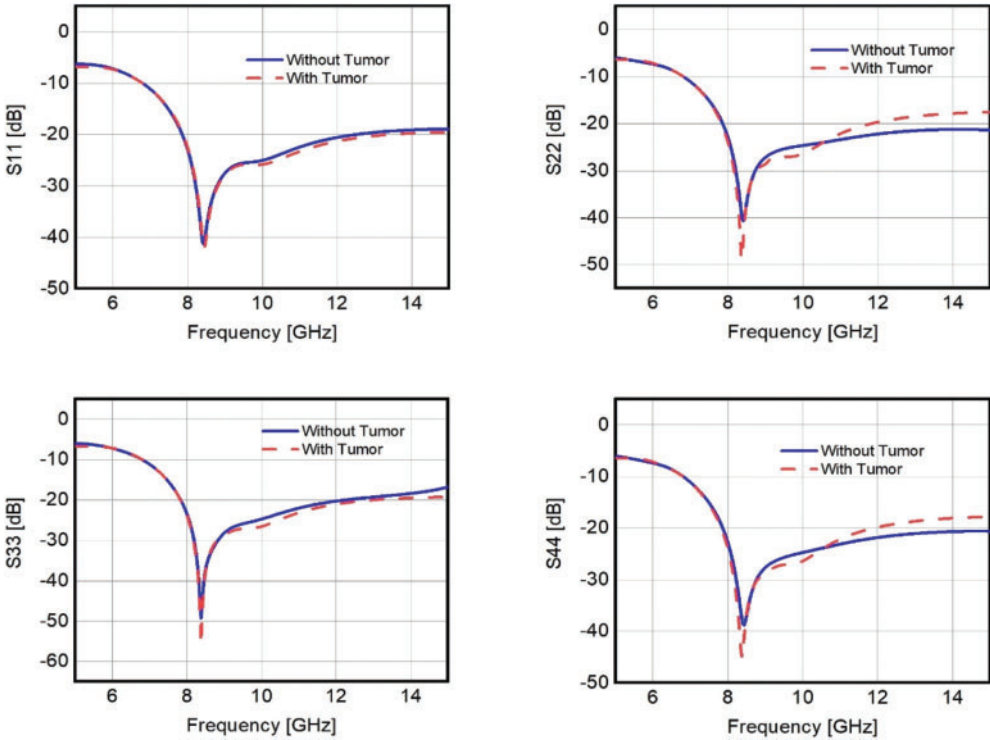 S11 [dB]
0
-10
-20
-30
-40
-50
Without Tumor
With Tumor
6 8 10 12 14
Frequency [GHz]
S22 [dB]
0
-10
-20
-30
-40
-50
Without Tumor
With Tumor
6 8 10 12 14
Frequency [GHz]
S33 [dB]
0
-10
-20
-30
-40
-50
-60
Without Tumor
With Tumor
6 8 10 12 14
Frequency [GHz]
S44 [dB]
0
-10
-20
-30
-40
-50
Without Tumor
With Tumor
6 8 10 12 14
Frequency [GHz]